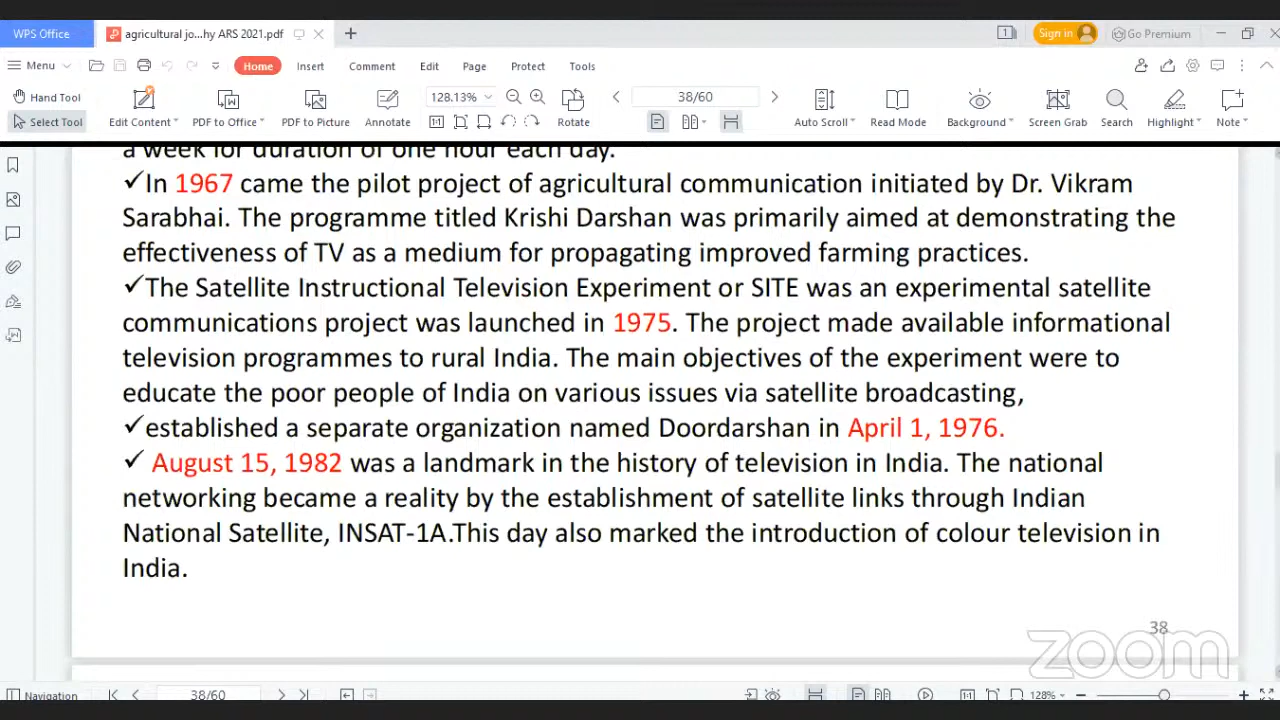 WPS Office
agricultural jo...hy ARS 2021.pdf
Sign in
Go Premium
Menu
Home
Insert
Comment
Edit
Page
Protect
Tools
Hand Tool
Select Tool
Edit Content
PDF to Office
PDF to Picture
Annotate
128.13%
Rotate
38/60
Auto Scroll
Read Mode
Background
Screen Grab
Search
Highlight
Note
a week for duration of one hour each day.
✓In 1967 came the pilot project of agricultural communication initiated by Dr. Vikram
Sarabhai. The programme titled Krishi Darshan was primarily aimed at demonstrating the
effectiveness of TV as a medium for propagating improved farming practices.
✓The Satellite Instructional Television Experiment or SITE was an experimental satellite
communications project was launched in 1975. The project made available informational
television programmes to rural India. The main objectives of the experiment were to
educate the poor people of India on various issues via satellite broadcasting,
✓established a separate organization named Doordarshan in April 1, 1976.
✓ August 15, 1982 was a landmark in the history of television in India. The national
networking became a reality by the establishment of satellite links through Indian
National Satellite, INSAT-1A.This day also marked the introduction of colour television in
India.
38
zoom
Navigation
38/60
128%